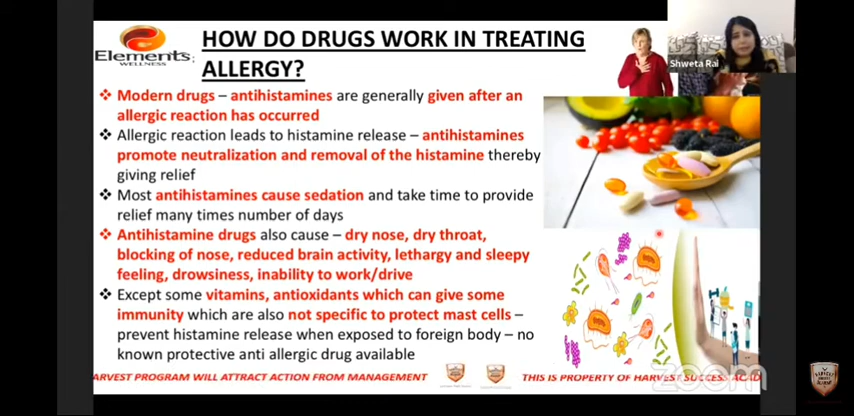 Elements
WELLNESS
HOW DO DRUGS WORK IN TREATING
ALLERGY?
Shweta Rai
❖ Modern drugs – antihistamines are generally given after an
allergic reaction has occurred
❖ Allergic reaction leads to histamine release – antihistamines
promote neutralization and removal of the histamine thereby
giving relief
❖ Most antihistamines cause sedation and take time to provide
relief many times number of days
❖ Antihistamine drugs also cause – dry nose, dry throat,
blocking of nose, reduced brain activity, lethargy and sleepy
feeling, drowsiness, inability to work/drive
❖ Except some vitamins, antioxidants which can give some
immunity which are also not specific to protect mast cells –
prevent histamine release when exposed to foreign body – no
known protective anti allergic drug available
ARVEST PROGRAM WILL ATTRACT ACTION FROM MANAGEMENT
THIS IS PROPERTY OF HARVEST SUCCESS ACAD
zoom